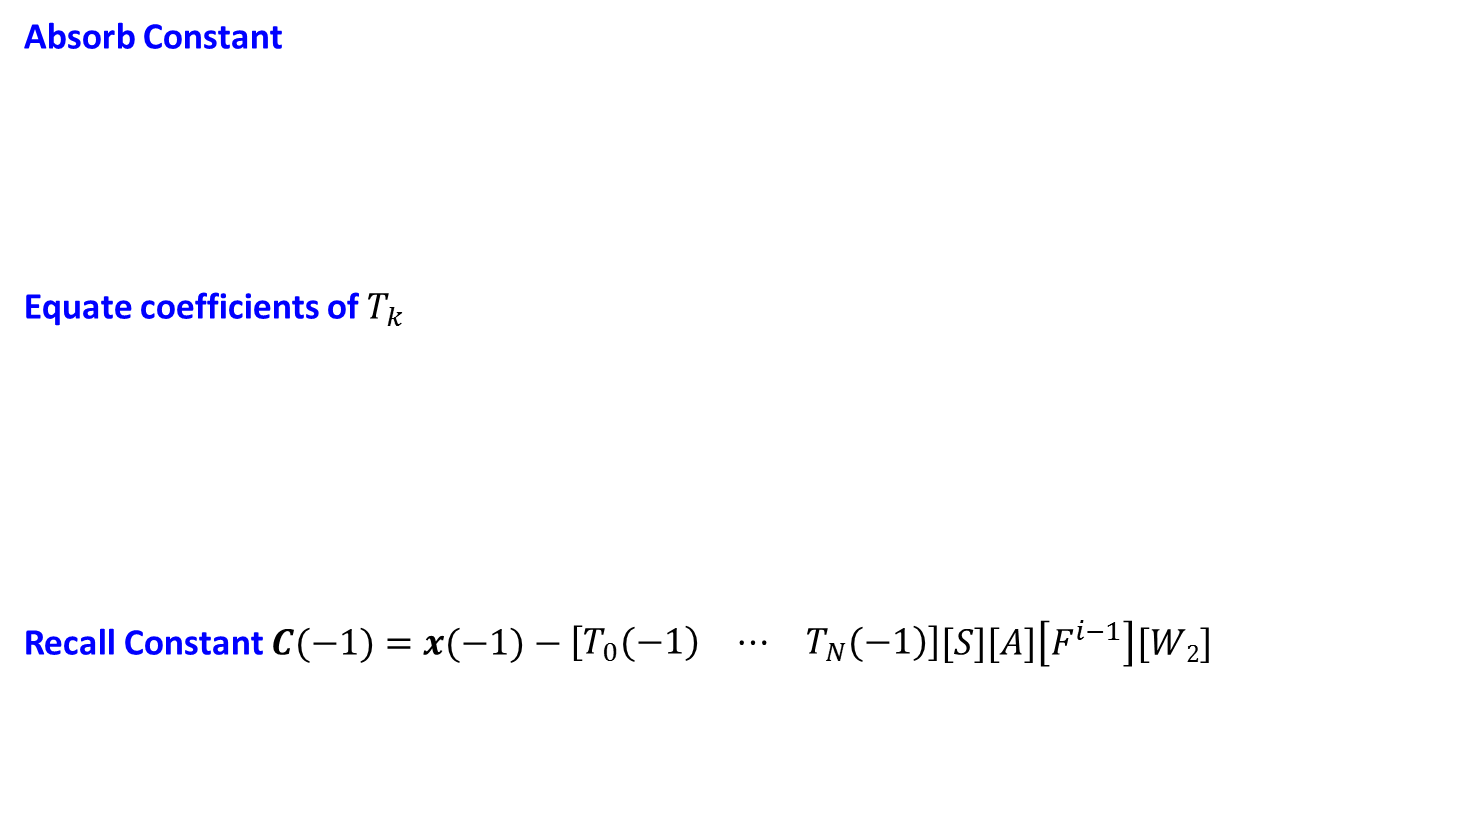 Absorb Constant
Equate coefficients of T_k
Recall Constant C(−1) = x(−1) − [T_0(−1) ⋯ T_N(−1)][S][A][F^{i−1}][W_2]